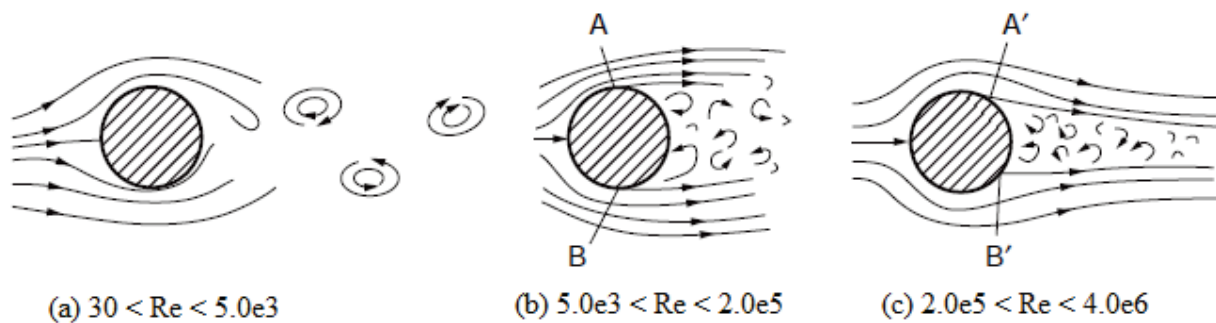 A
A′
B
B′
(a) 30 < Re < 5.0e3
(b) 5.0e3 < Re < 2.0e5
(c) 2.0e5 < Re < 4.0e6